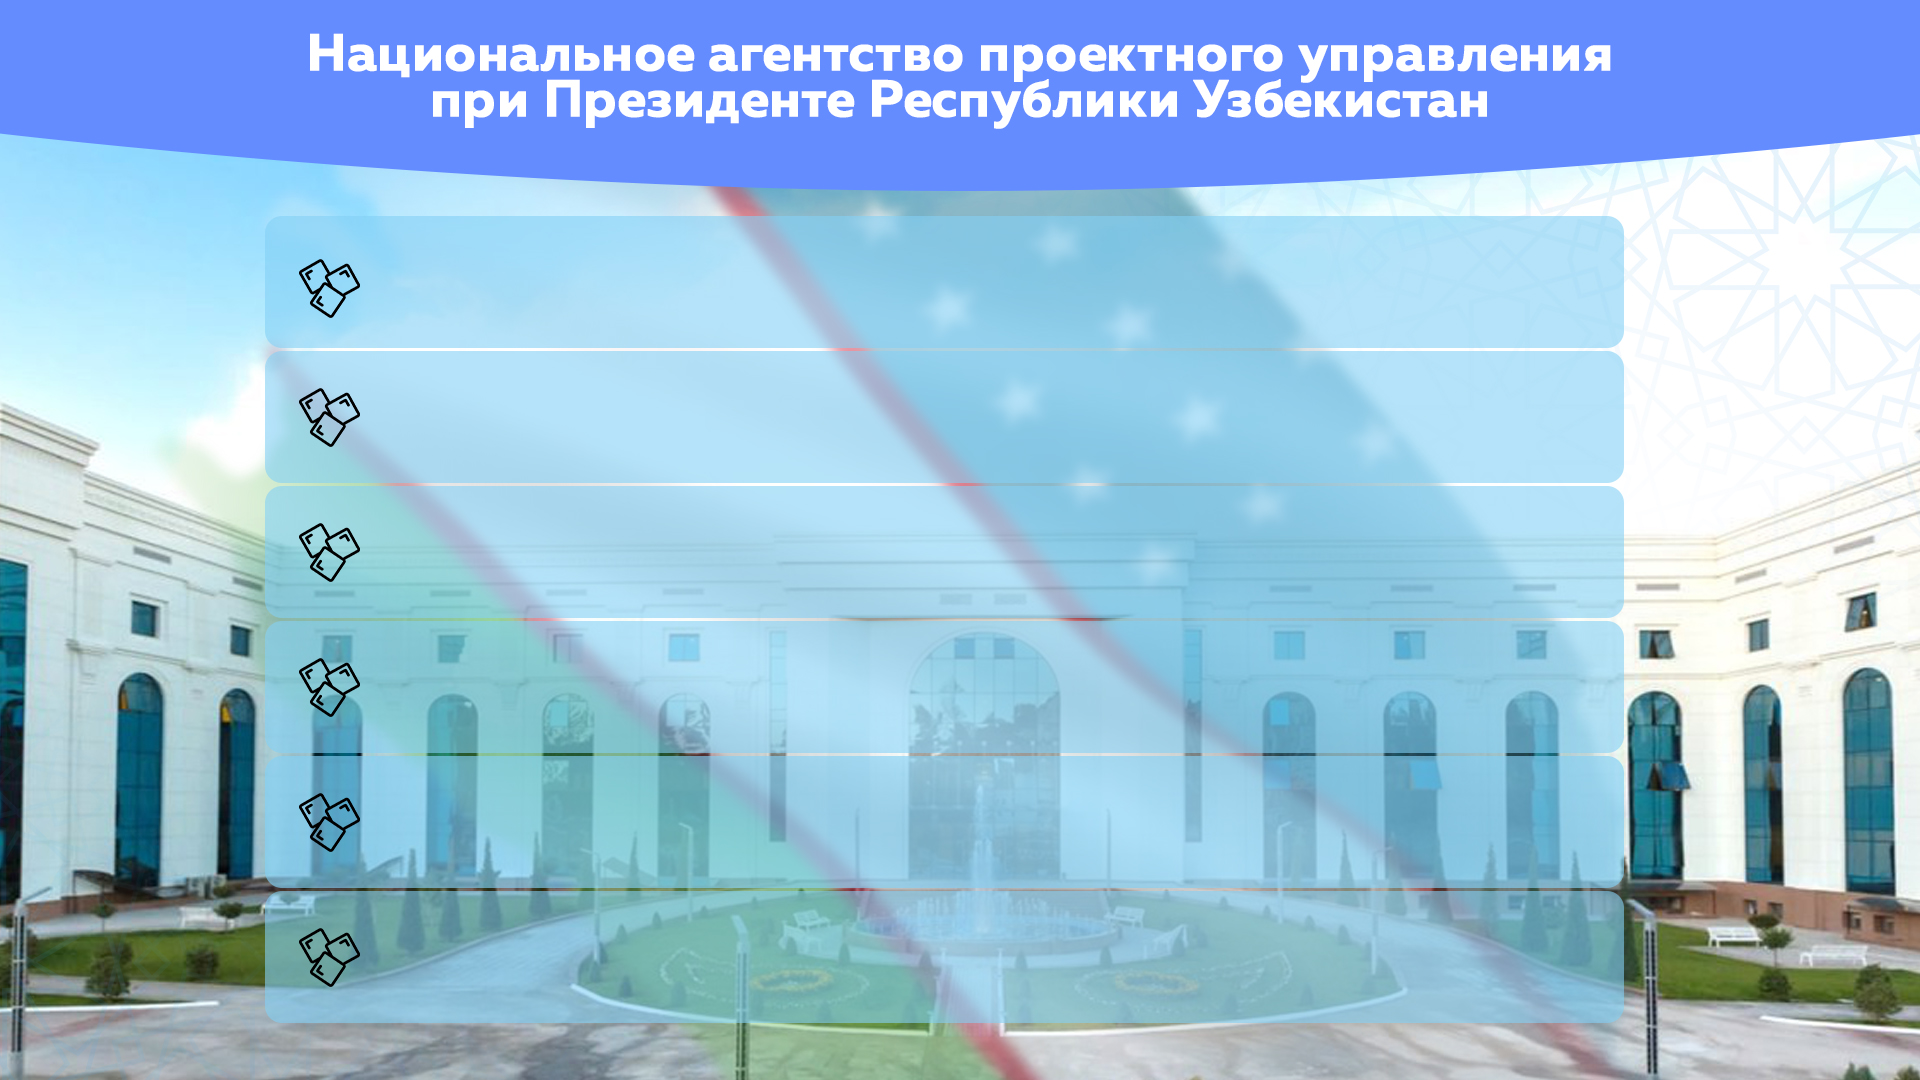 Национальное агентство проектного управления
при Президенте Республики Узбекистан